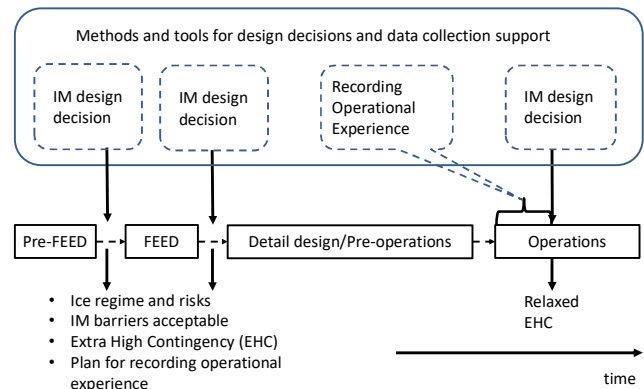 Methods and tools for design decisions and data collection support
IM design
decision
IM design
decision
Recording
Operational
Experience
IM design
decision
Pre-FEED
FEED
Detail design/Pre-operations
Operations
• Ice regime and risks
• IM barriers acceptable
• Extra High Contingency (EHC)
• Plan for recording operational
experience
Relaxed
EHC
time